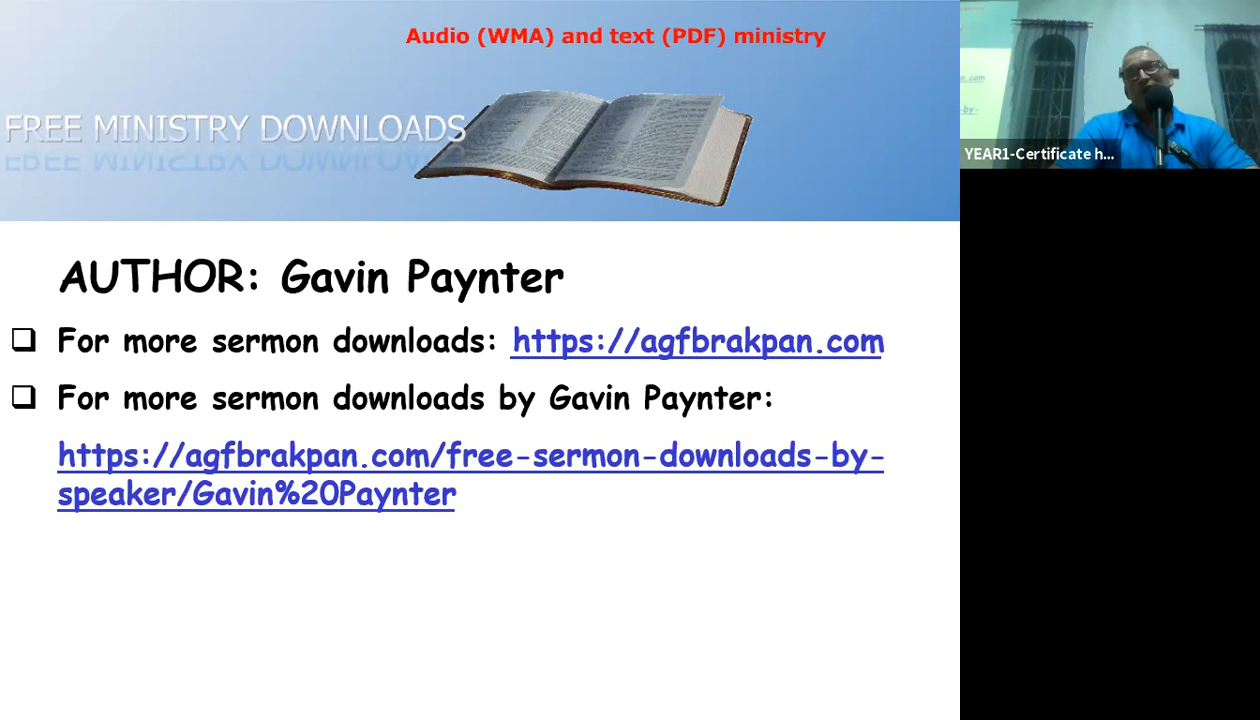 Audio (WMA) and text (PDF) ministry
FREE MINISTRY DOWNLOADS
YEAR1-Certificate h...
AUTHOR: Gavin Paynter
For more sermon downloads: https://agfbrakpan.com
For more sermon downloads by Gavin Paynter:
https://agfbrakpan.com/free-sermon-downloads-by-
speaker/Gavin%20Paynter